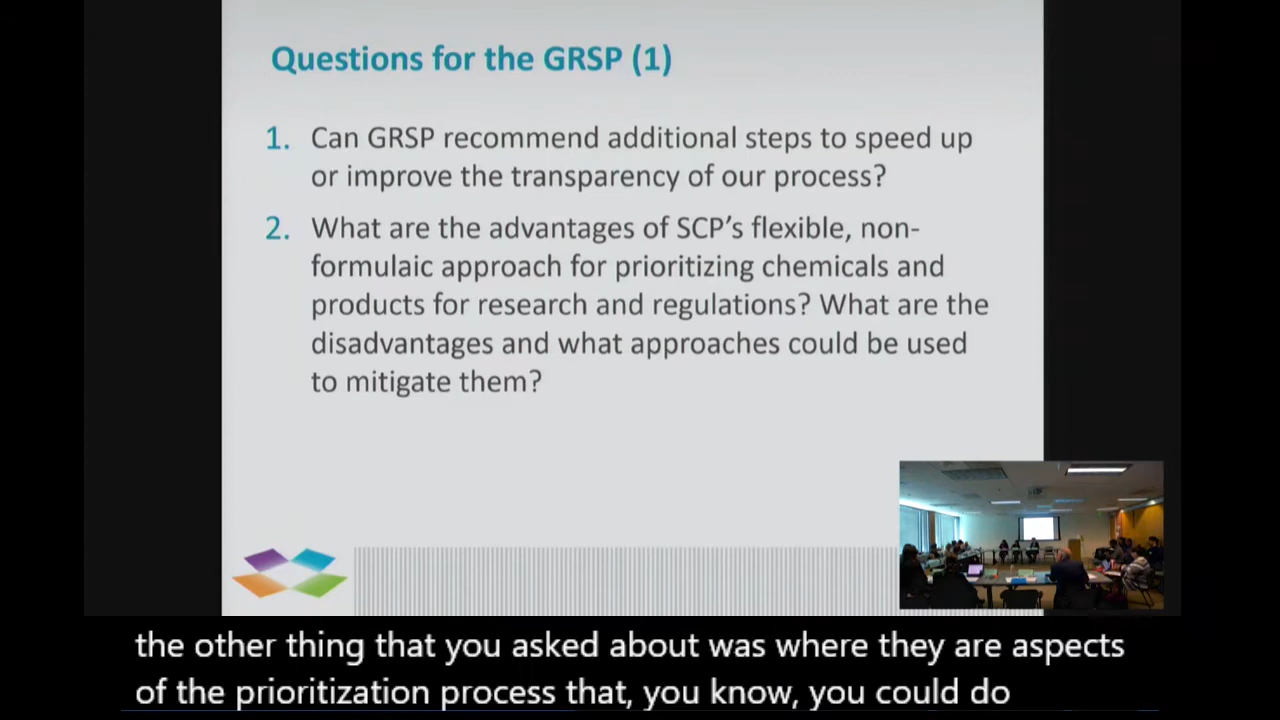 Questions for the GRSP (1)
1. Can GRSP recommend additional steps to speed up
or improve the transparency of our process?
2. What are the advantages of SCP's flexible, non-
formulaic approach for prioritizing chemicals and
products for research and regulations? What are the
disadvantages and what approaches could be used
to mitigate them?
the other thing that you asked about was where they are aspects
of the prioritization process that, you know, you could do